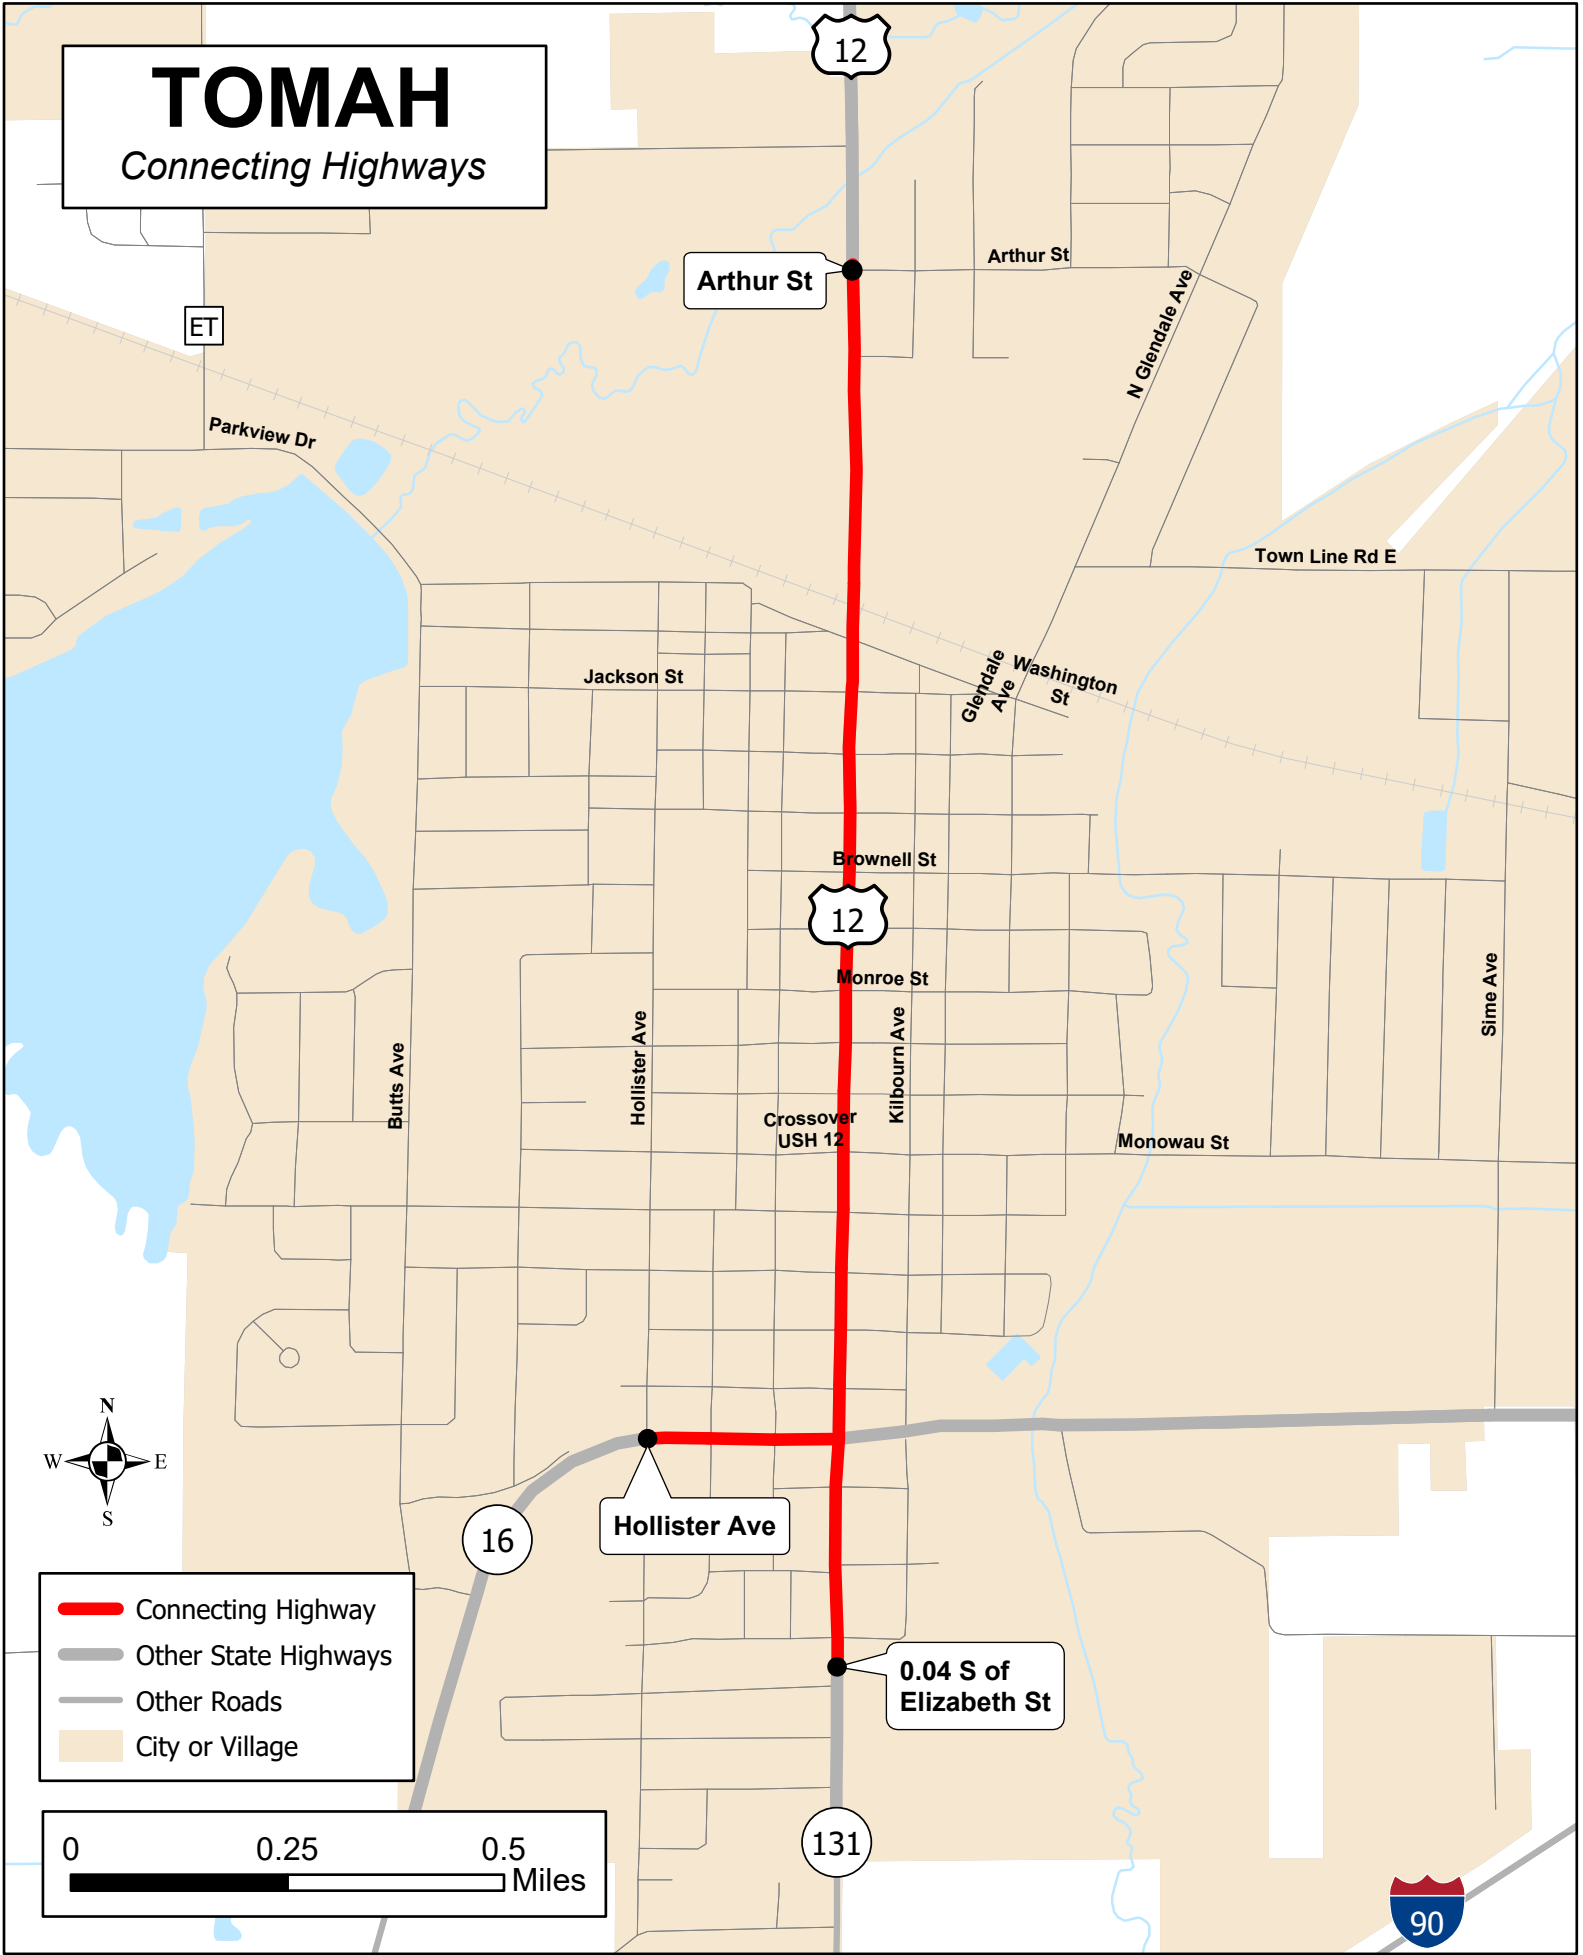 TOMAH
Connecting Highways
12
Arthur St
Arthur St
N Glendale Ave
ET
Parkview Dr
Town Line Rd E
Jackson St
Glendale
Ave
Washington
St
Brownell St
12
Monroe St
Sime Ave
Hollister Ave
Kilbourn Ave
Butts Ave
Crossover
USH 12
Monowau St
N
W
E
S
16
Hollister Ave
Connecting Highway
Other State Highways
Other Roads
City or Village
0.04 S of
Elizabeth St
0 0.25 0.5
Miles
131
90